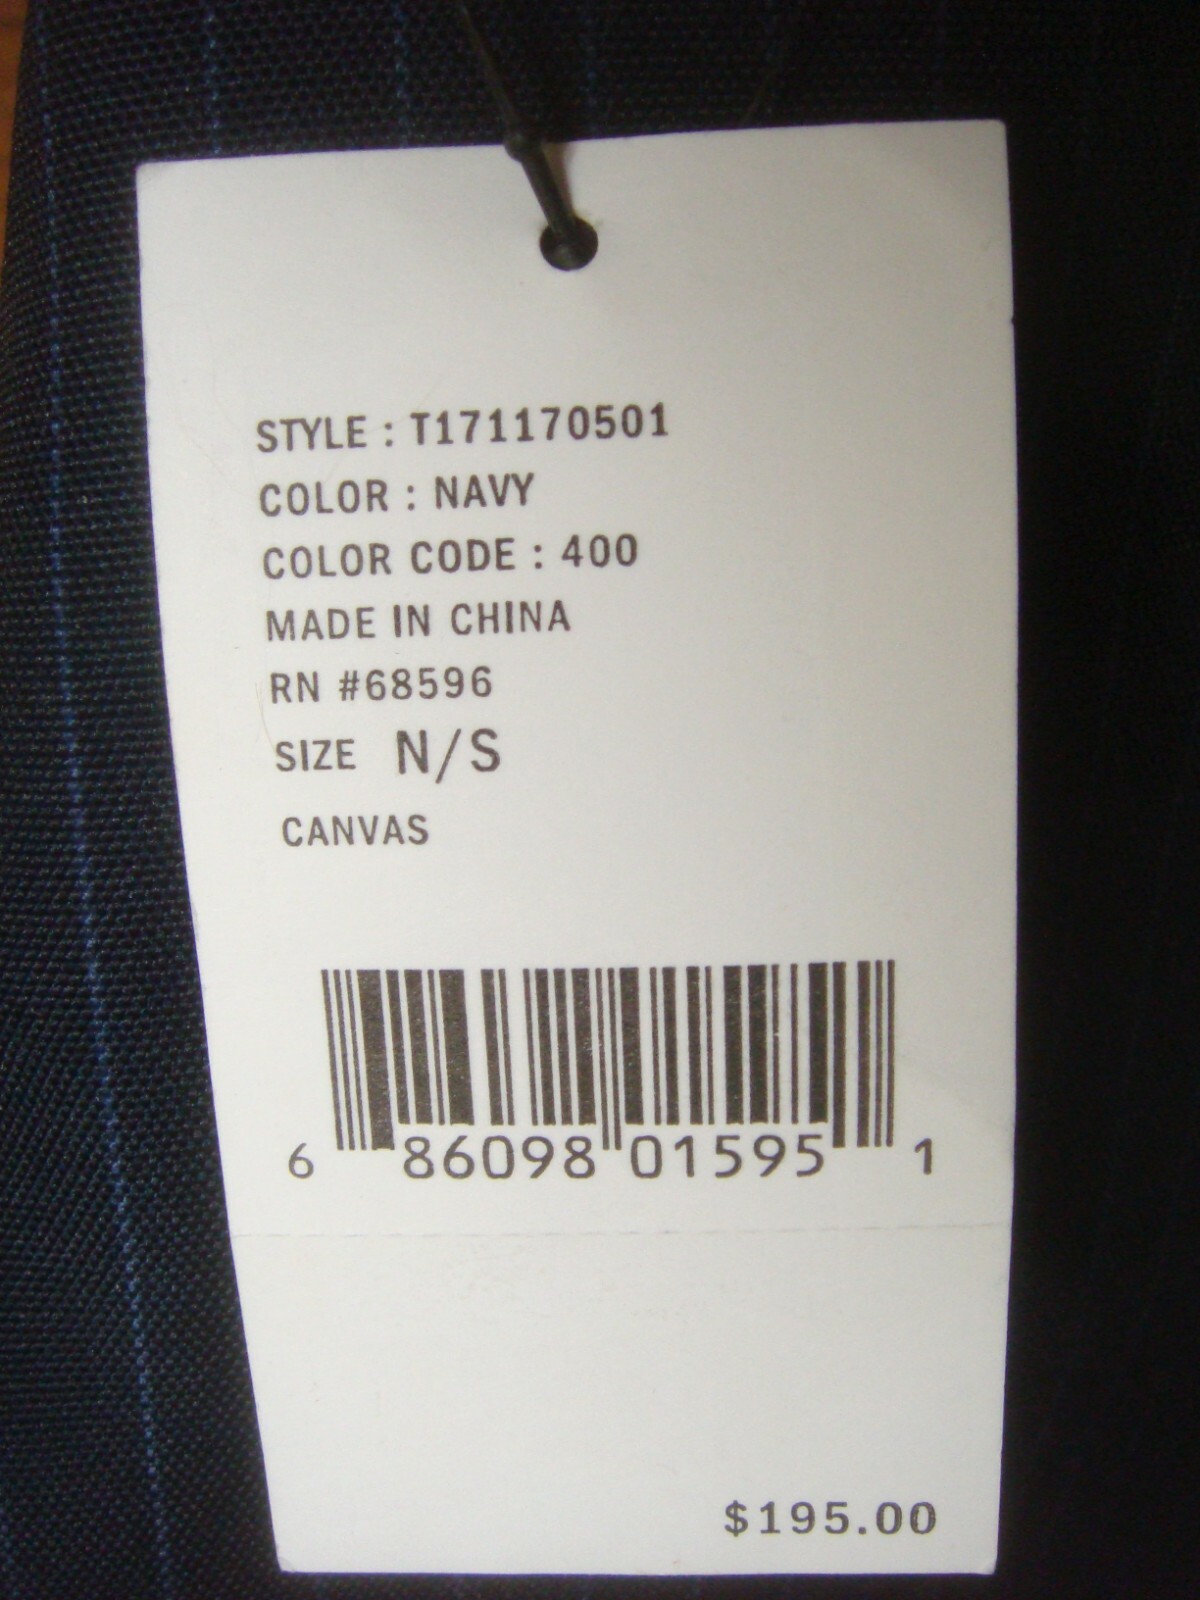 STYLE : T171170501
COLOR : NAVY
COLOR CODE : 400
MADE IN CHINA
RN #68596
SIZE N/S
CANVAS
6 86098 01595 1
$195.00